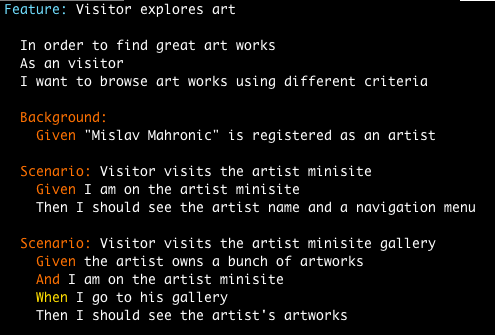 Feature: Visitor explores art
In order to find great art works
As an visitor
I want to browse art works using different criteria
Background:
Given "Mislav Mahronic" is registered as an artist
Scenario: Visitor visits the artist minisite
Given I am on the artist minisite
Then I should see the artist name and a navigation menu
Scenario: Visitor visits the artist minisite gallery
Given the artist owns a bunch of artworks
And I am on the artist minisite
When I go to his gallery
Then I should see the artist's artworks